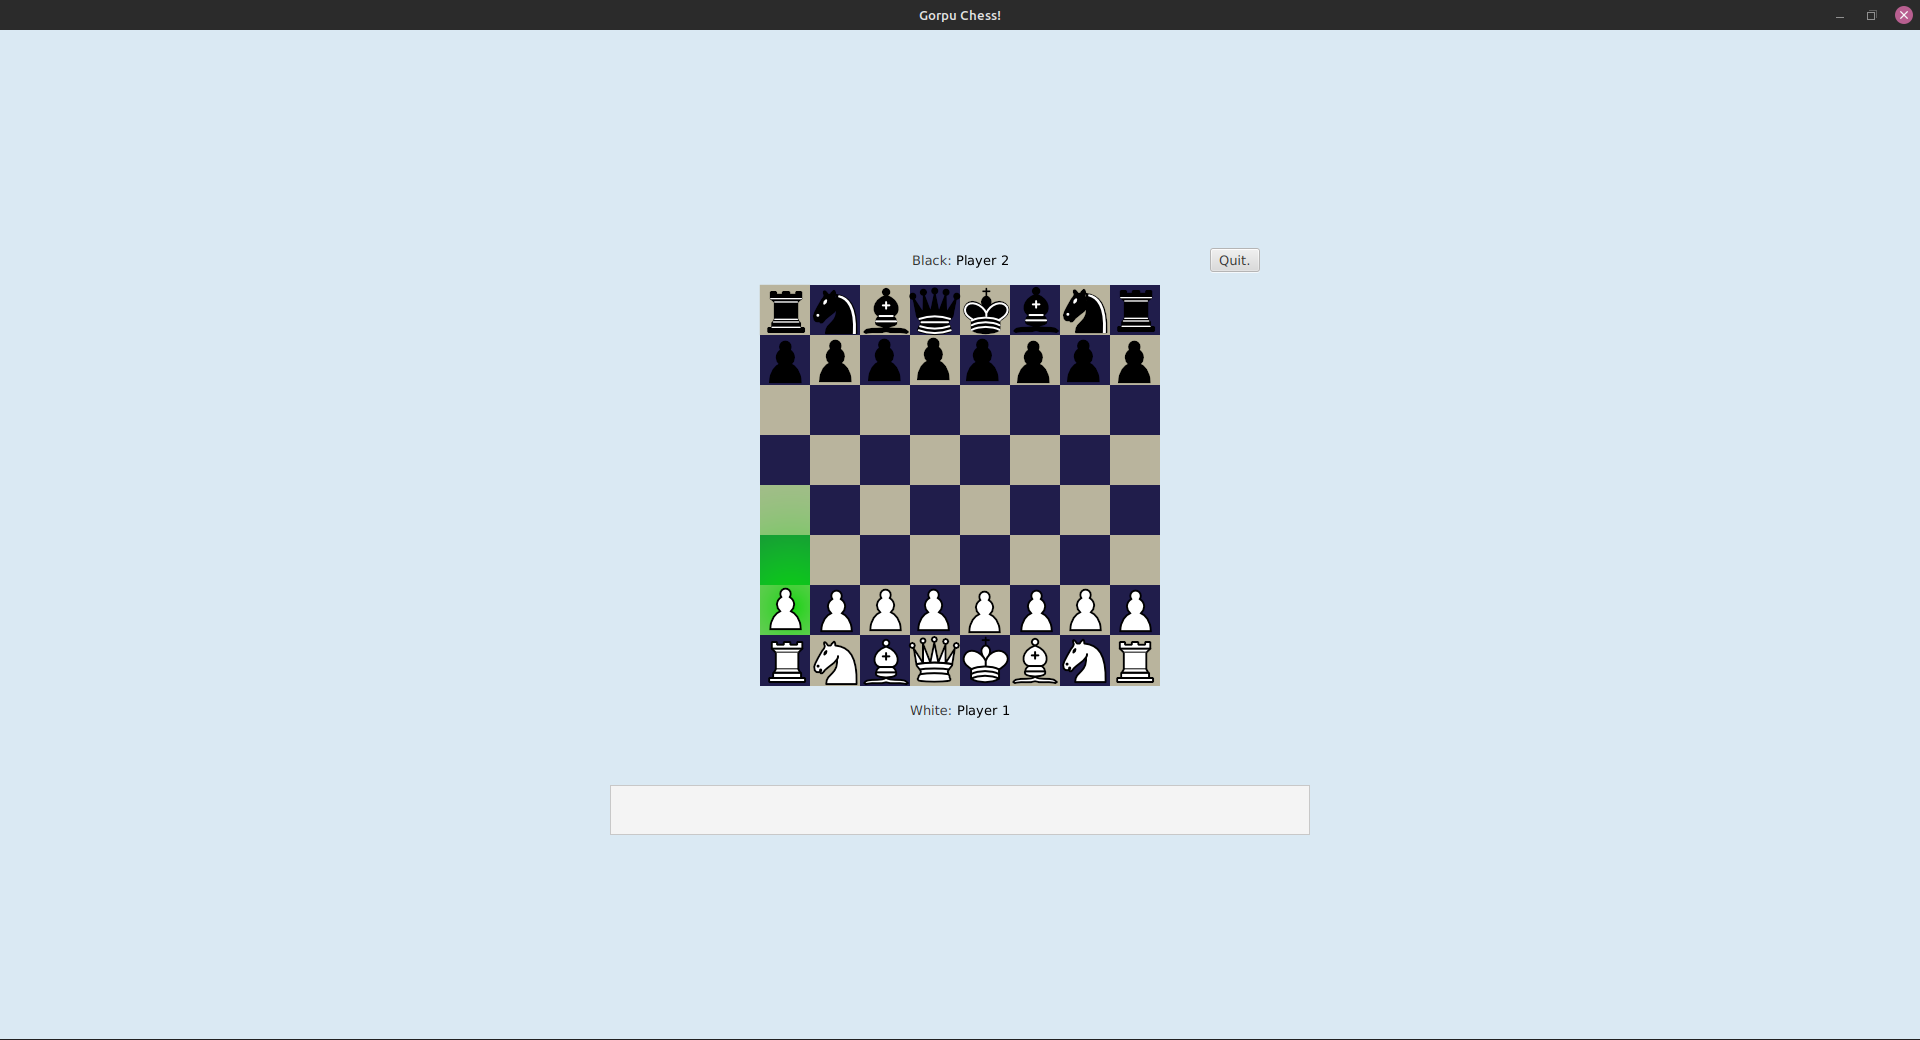 Gorpu Chess!
Black: Player 2
Quit.
White: Player 1